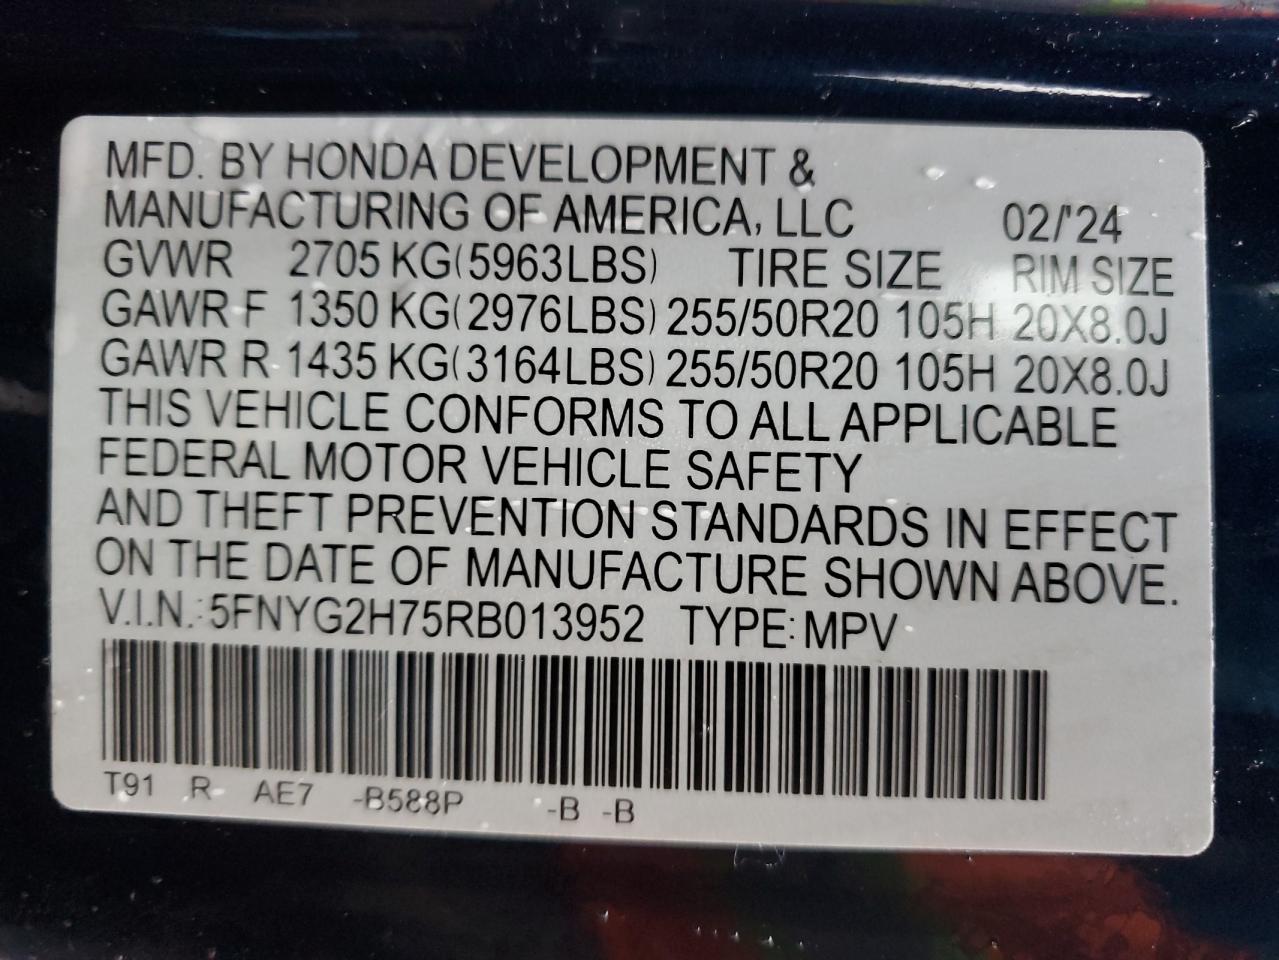 MFD. BY HONDA DEVELOPMENT &
MANUFACTURING OF AMERICA, LLC 02/'24
GVWR 2705 KG(5963LBS) TIRE SIZE RIM SIZE
GAWR F 1350 KG(2976LBS) 255/50R20 105H 20X8.0J
GAWR R 1435 KG(3164LBS) 255/50R20 105H 20X8.0J
THIS VEHICLE CONFORMS TO ALL APPLICABLE
FEDERAL MOTOR VEHICLE SAFETY
AND THEFT PREVENTION STANDARDS IN EFFECT
ON THE DATE OF MANUFACTURE SHOWN ABOVE.
V.I.N.: 5FNYG2H75RB013952 TYPE: MPV
T91 R AE7 -B588P -B -B